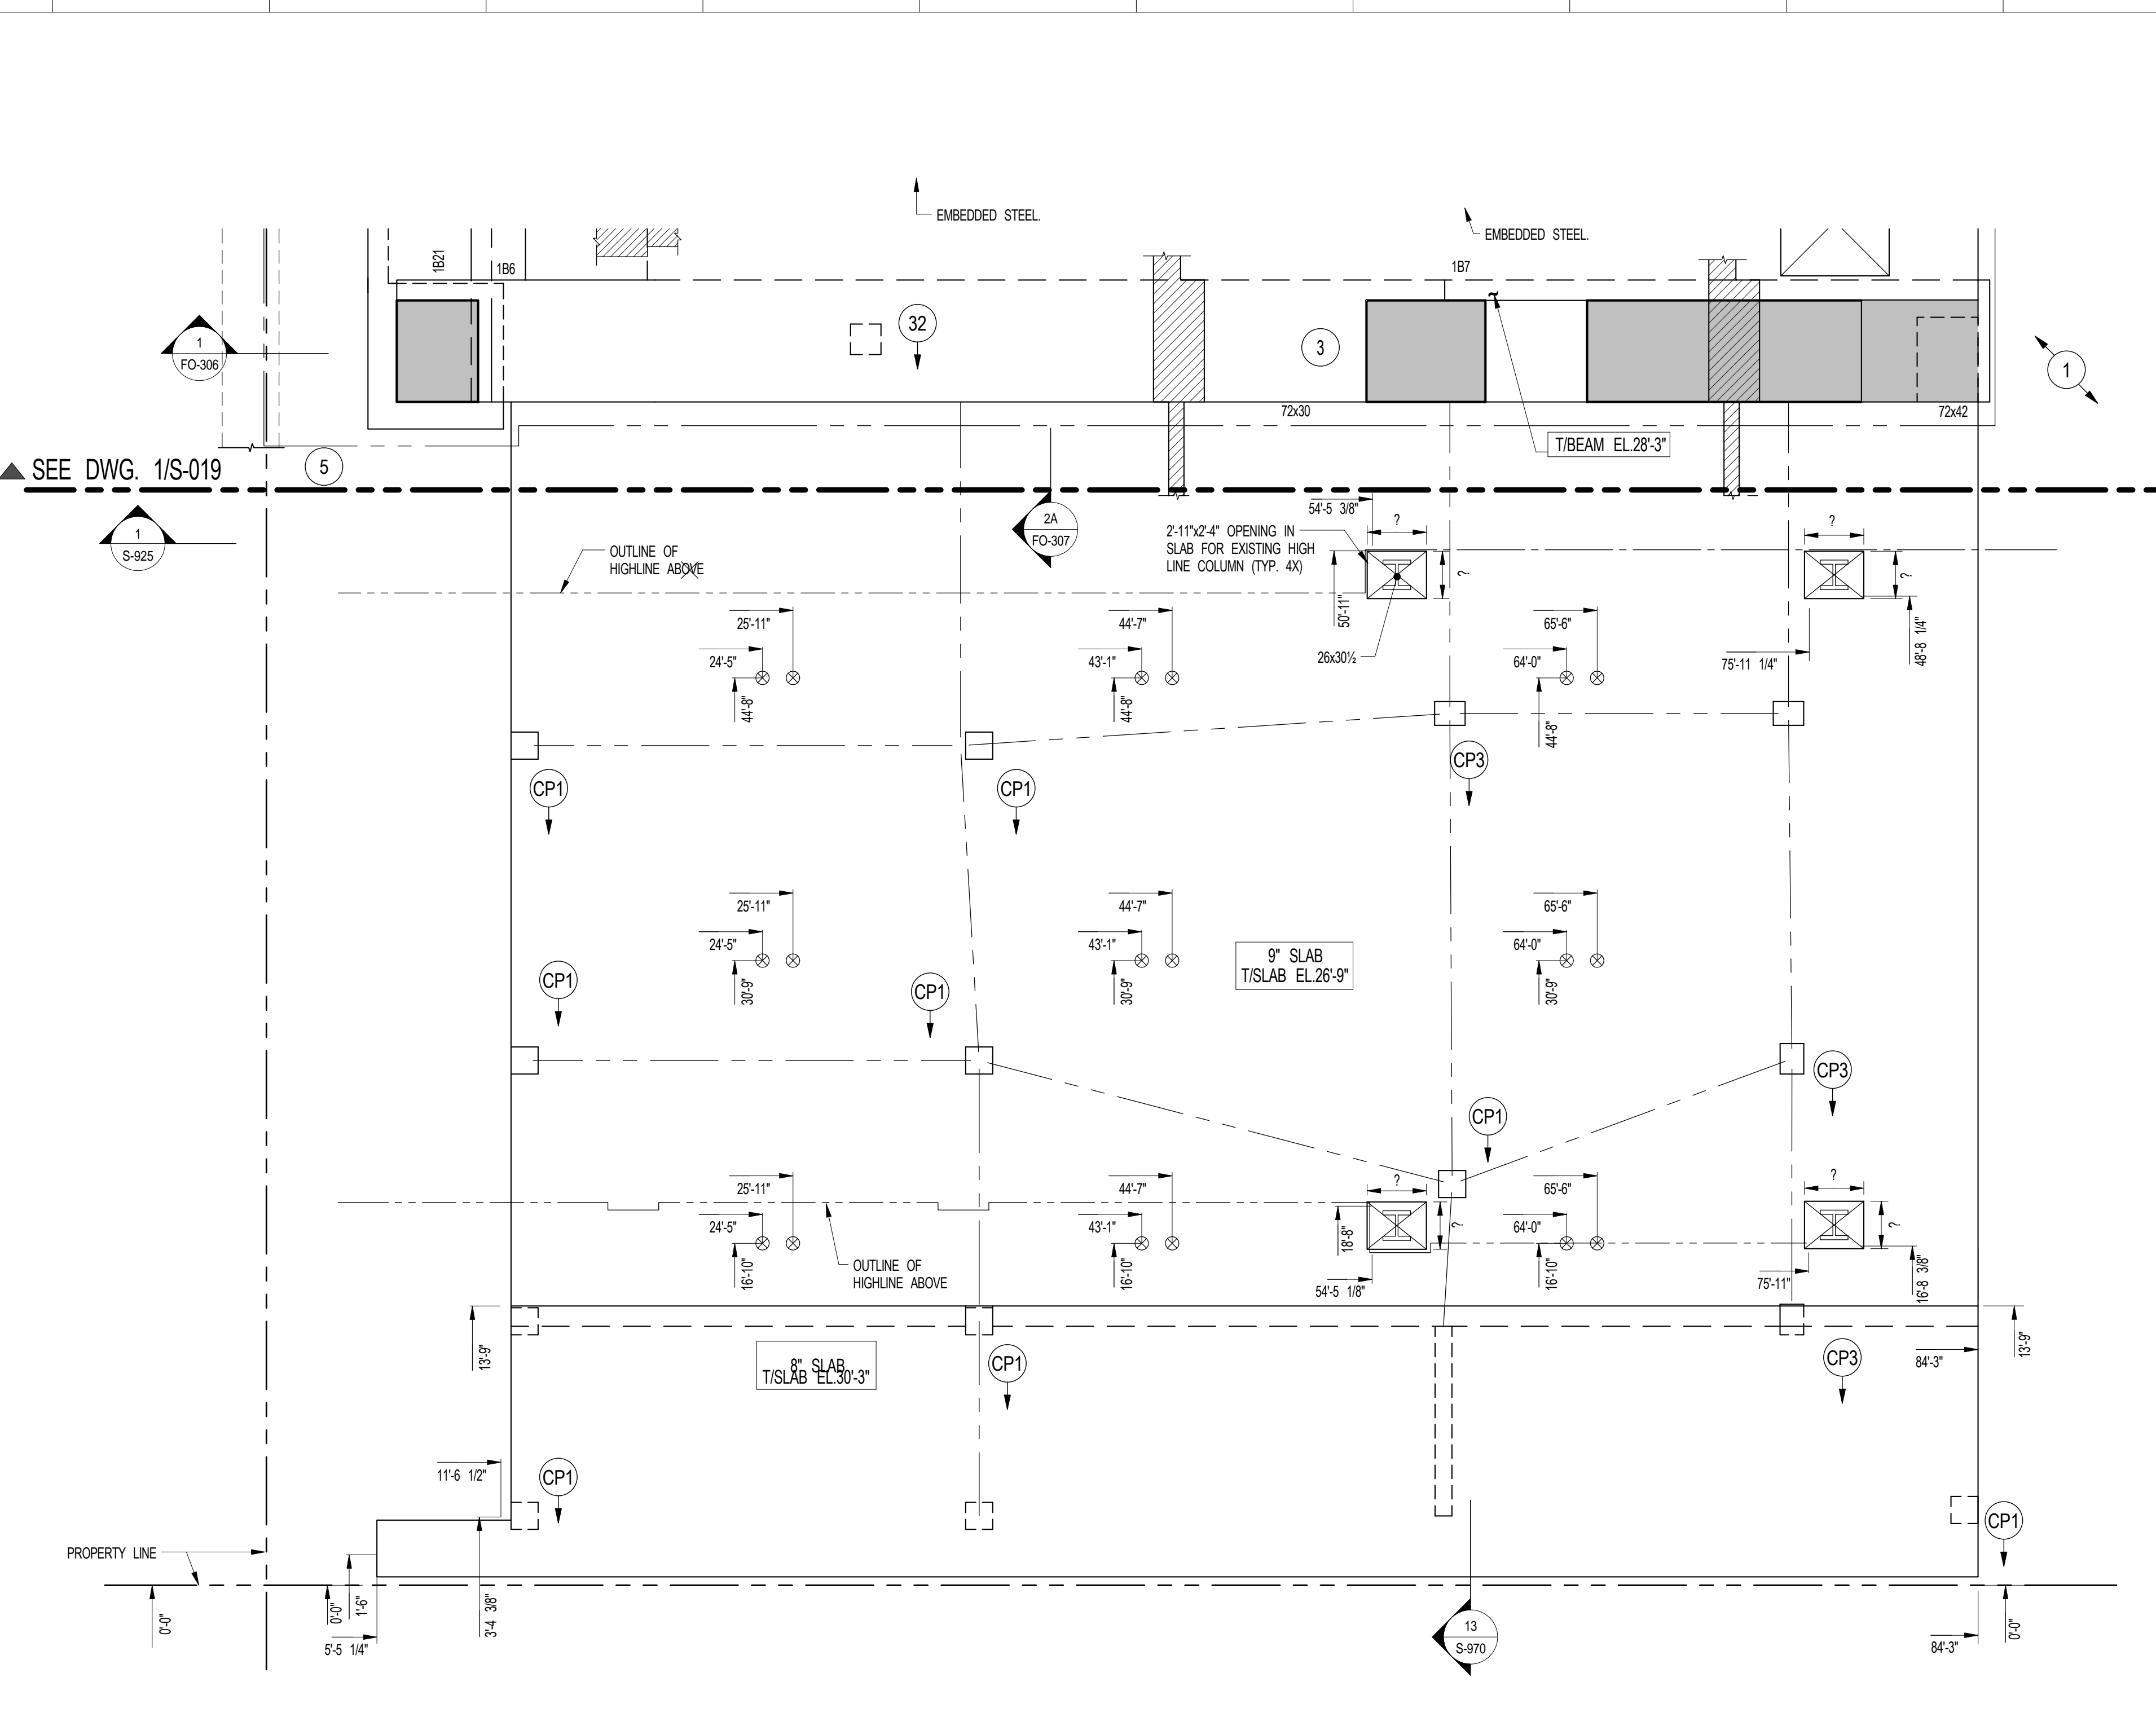 EMBEDDED STEEL.
EMBEDDED STEEL.
1B21
1B6
1B7
1
FO-306
32
3
1
72x30
72x42
T/BEAM EL.28'-3"
SEE DWG. 1/S-019
5
1
S-925
2A
FO-307
54'-5 3/8"
?
?
2'-11"x2'-4" OPENING IN
SLAB FOR EXISTING HIGH
LINE COLUMN (TYP. 4X)
OUTLINE OF
HIGHLINE ABOVE
?
?
50'-11"
48'-8 1/4"
26x30½
75'-11 1/4"
25'-11"
44'-7"
65'-6"
24'-5"
43'-1"
64'-0"
44'-8"
44'-8"
44'-8"
CP1
CP1
CP3
25'-11"
44'-7"
65'-6"
24'-5"
43'-1"
64'-0"
30'-9"
30'-9"
30'-9"
9" SLAB
T/SLAB EL.26'-9"
CP1
CP1
CP3
CP1
25'-11"
44'-7"
65'-6"
?
?
24'-5"
43'-1"
64'-0"
18'-8"
?
?
16'-10"
16'-10"
16'-10"
OUTLINE OF
HIGHLINE ABOVE
54'-5 1/8"
75'-11"
16'-8 3/8"
13'-9"
13'-9"
8" SLAB
T/SLAB EL.30'-3"
CP1
CP3
84'-3"
11'-6 1/2"
CP1
CP1
PROPERTY LINE
0'-0"
0'-0"
1'-6"
3'-4 3/8"
5'-5 1/4"
13
S-970
84'-3"
0'-0"